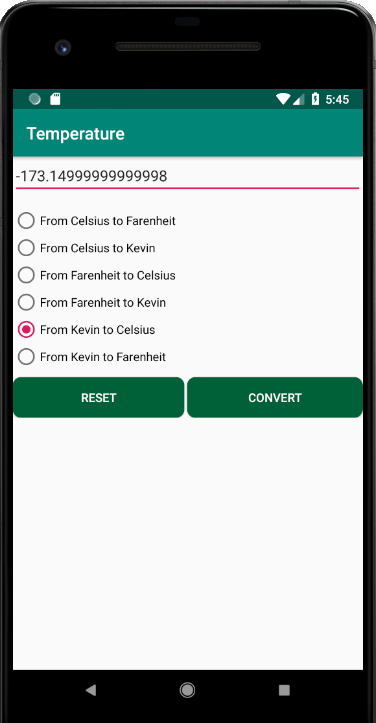 5:45
Temperature
-173.14999999999998
From Celsius to Farenheit
From Celsius to Kevin
From Farenheit to Celsius
From Farenheit to Kevin
From Kevin to Celsius
From Kevin to Farenheit
RESET CONVERT